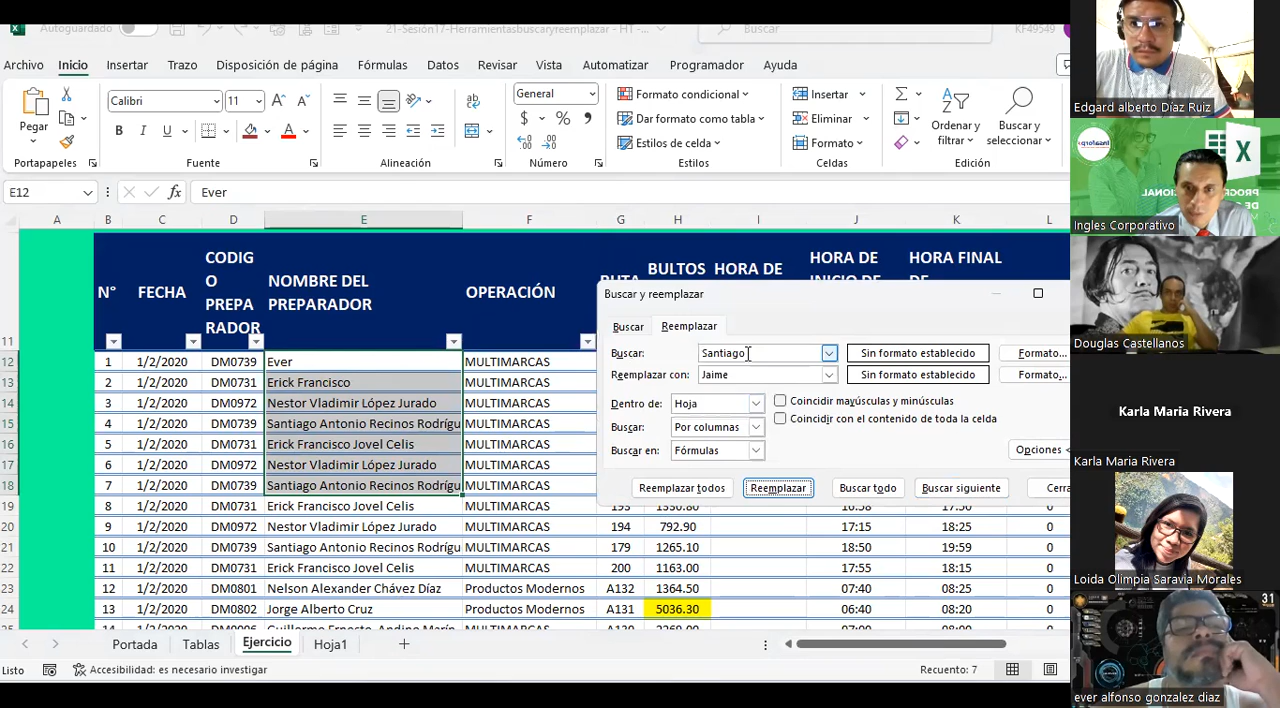 Autoguardado
21-Sesión17-Herramientasbuscaryreemplazar - HT -...
Buscar
KF49549
Archivo Inicio Insertar Trazo Disposición de página Fórmulas Datos Revisar Vista Automatizar Programador Ayuda
Pegar
Calibri 11
General
Formato condicional
Dar formato como tabla
Estilos de celda
Insertar
Eliminar
Formato
Ordenar y filtrar
Buscar y seleccionar
Portapapeles Fuente Alineación Número Estilos Celdas Edición
E12 fx Ever
A B C D E F G H I J K L
11 N° FECHA CODIGO PREPARADOR NOMBRE DEL PREPARADOR OPERACIÓN RUTA BULTOS HORA DE HORA DE INICIO DE HORA FINAL DE
12 1 1/2/2020 DM0739 Ever MULTIMARCAS
13 2 1/2/2020 DM0731 Erick Francisco MULTIMARCAS
14 3 1/2/2020 DM0972 Nestor Vladimir López Jurado MULTIMARCAS
15 4 1/2/2020 DM0739 Santiago Antonio Recinos Rodrígu MULTIMARCAS
16 5 1/2/2020 DM0731 Erick Francisco Jovel Celis MULTIMARCAS
17 6 1/2/2020 DM0972 Nestor Vladimir López Jurado MULTIMARCAS
18 7 1/2/2020 DM0739 Santiago Antonio Recinos Rodrígu MULTIMARCAS
19 8 1/2/2020 DM0731 Erick Francisco Jovel Celis MULTIMARCAS 0
20 9 1/2/2020 DM0972 Nestor Vladimir López Jurado MULTIMARCAS 194 792.90 17:15 18:25 0
21 10 1/2/2020 DM0739 Santiago Antonio Recinos Rodrígu MULTIMARCAS 179 1265.10 18:50 19:59 0
22 11 1/2/2020 DM0731 Erick Francisco Jovel Celis MULTIMARCAS 200 1163.00 17:55 18:15 0
23 12 1/2/2020 DM0739 Nelson Alexander Chávez Díaz Productos Modernos A132 1364.50 07:40 08:25 0
24 13 1/2/2020 DM0802 Jorge Alberto Cruz Productos Modernos A131 5036.30 06:40 08:20 0
Buscar y reemplazar
Buscar Reemplazar
Buscar: Santiago Sin formato establecido Formato...
Reemplazar con: Jaime Sin formato establecido Formato...
Dentro de: Hoja Coincidir mayúsculas y minúsculas
Coincidir con el contenido de toda la celda
Buscar: Por columnas
Buscar en: Fórmulas Opciones <
Reemplazar todos Reemplazar Buscar todo Buscar siguiente Cerra
Portada Tablas Ejercicio Hoja1
Listo Accesibilidad: es necesario investigar Recuento: 7
Edgard alberto Díaz Ruiz
Insaforp
Ingles Corporativo
Douglas Castellanos
Karla Maria Rivera
Karla Maria Rivera
Loida Olimpia Saravia Morales
31
ever alfonso gonzalez diaz